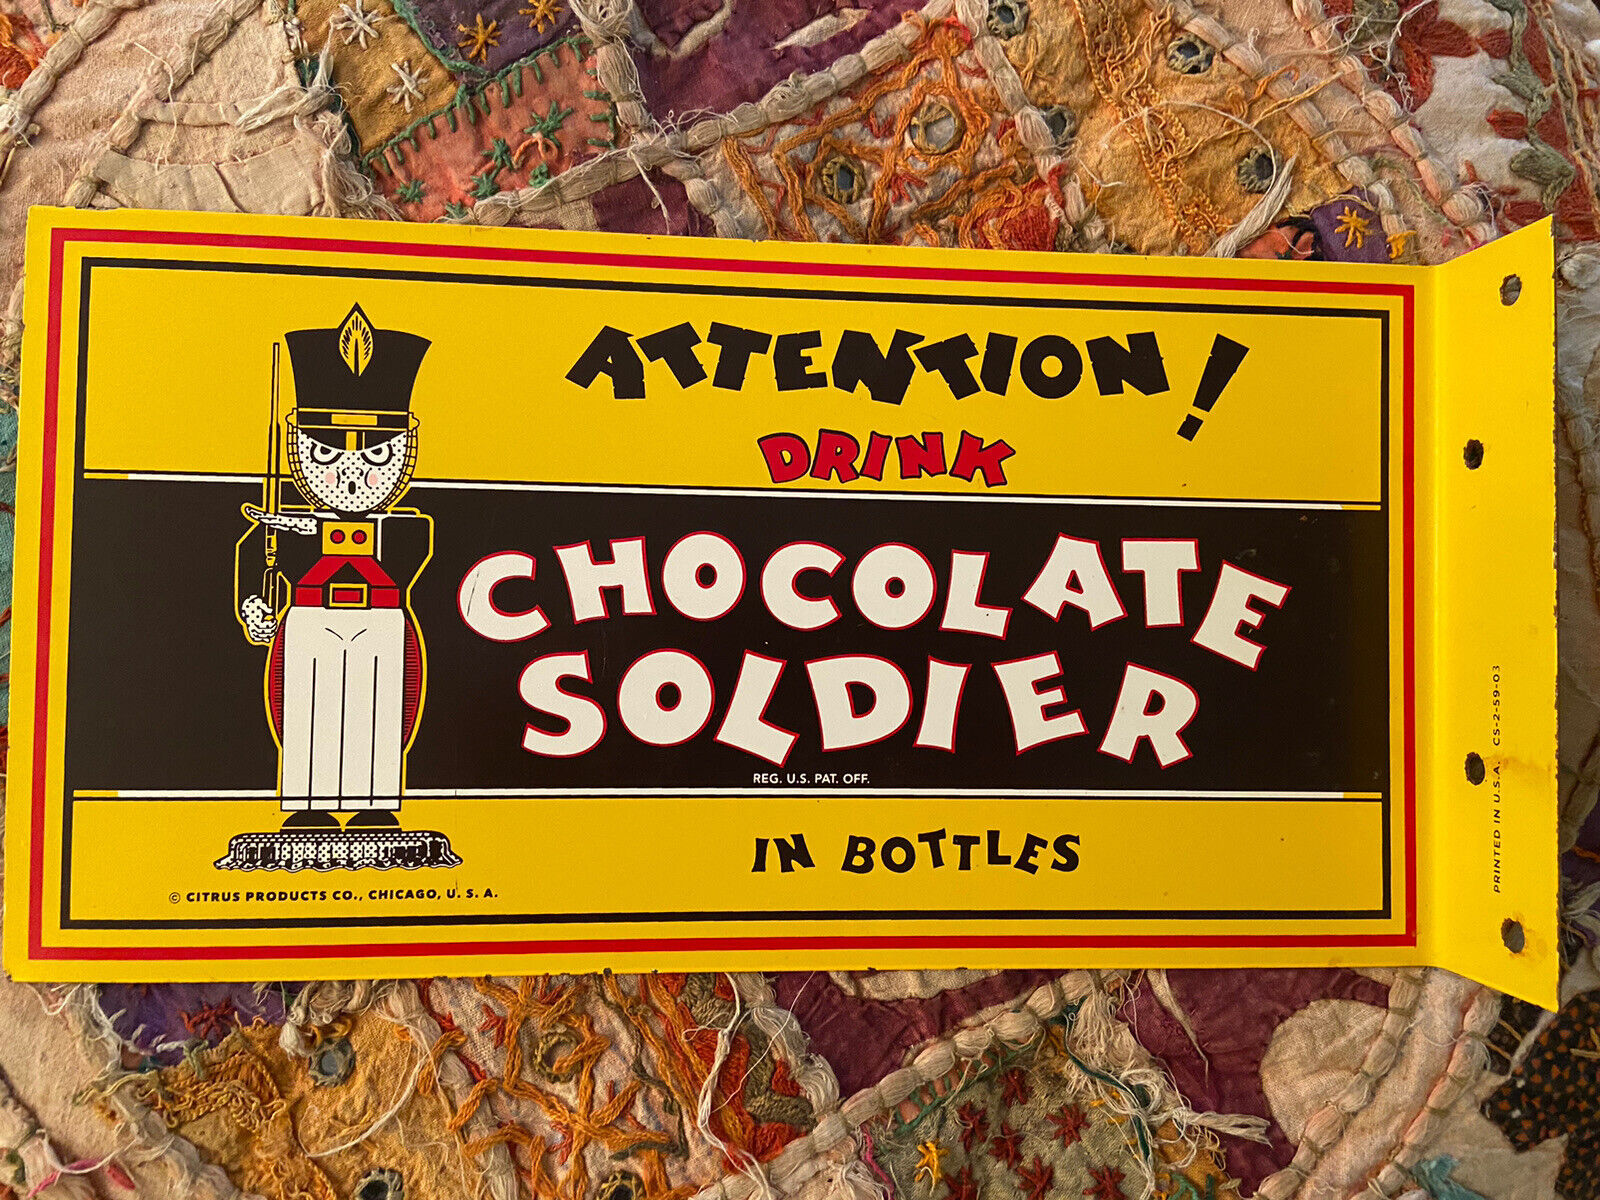 ATTENTION!
DRINK
CHOCOLATE
SOLDIER
REG. U.S. PAT. OFF.
IN BOTTLES
© CITRUS PRODUCTS CO., CHICAGO, U. S. A.
PRINTED IN U.S.A. CS-2-59-03